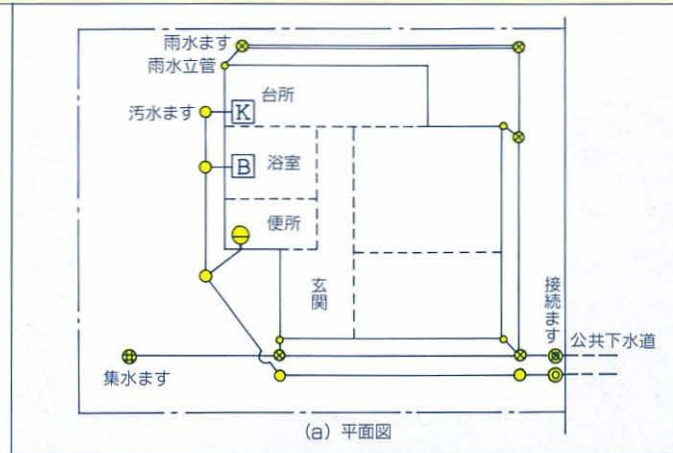 雨水ます
雨水立管
台所
汚水ます
K
浴室
B
便所
玄関
接続ます
公共下水道
集水ます
(a) 平面図